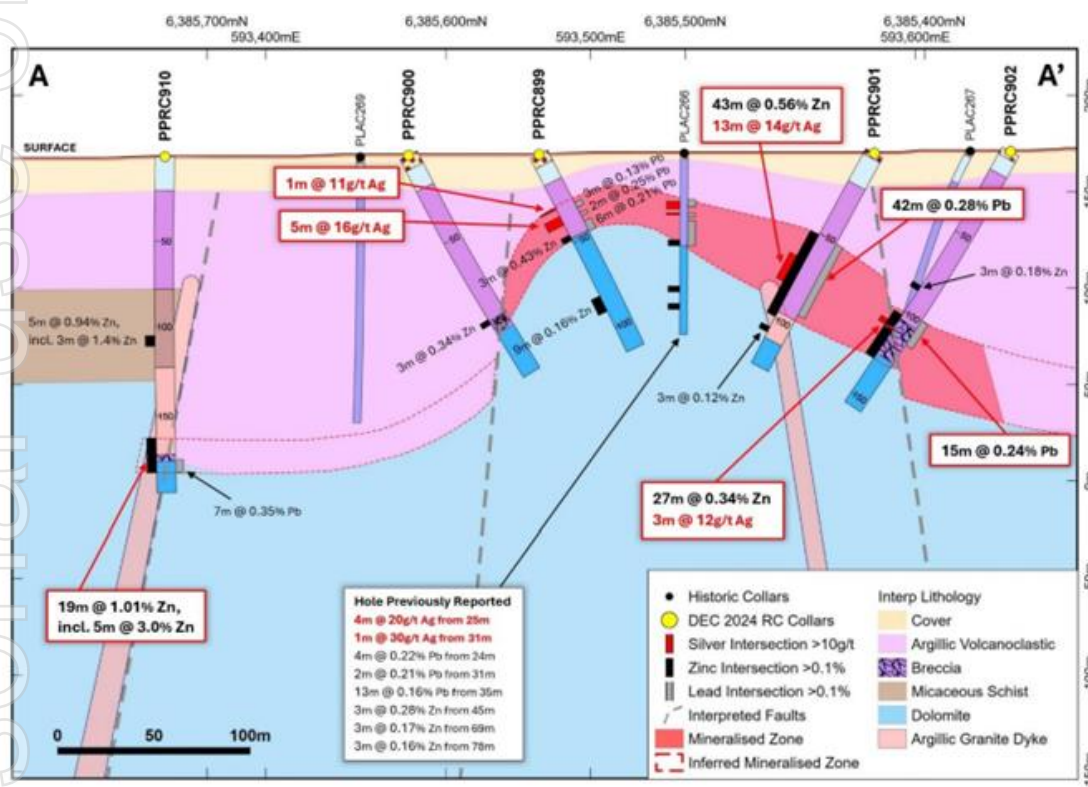 6,385,700mN
6,385,600mN
6,385,500mN
6,385,400mN
593,400mE
593,500mE
593,600mE
A
A'
PPRC910
PLAC269
PPRC900
PPRC899
PLAC266
PPRC901
PLAC267
PPRC902
SURFACE
43m @ 0.56% Zn
13m @ 14g/t Ag
1m @ 11g/t Ag
5m @ 16g/t Ag
3m @ 0.13% Pb
2m @ 0.25% Pb
6m @ 0.21% Pb
42m @ 0.28% Pb
3m @ 0.43% Zn
3m @ 0.18% Zn
5m @ 0.94% Zn,
incl. 3m @ 1.4% Zn
3m @ 0.34% Zn
9m @ 0.16% Zn
3m @ 0.12% Zn
50
50
50
50
50
100
100
100
100
150
150
15m @ 0.24% Pb
27m @ 0.34% Zn
3m @ 12g/t Ag
7m @ 0.35% Pb
19m @ 1.01% Zn,
incl. 5m @ 3.0% Zn
Hole Previously Reported
4m @ 20g/t Ag from 25m
1m @ 30g/t Ag from 31m
4m @ 0.22% Pb from 24m
2m @ 0.21% Pb from 31m
13m @ 0.16% Pb from 35m
3m @ 0.28% Zn from 45m
3m @ 0.17% Zn from 69m
3m @ 0.16% Zn from 78m
0 50 100m
Historic Collars
DEC 2024 RC Collars
Silver Intersection >10g/t
Zinc Intersection >0.1%
Lead Intersection >0.1%
Interpreted Faults
Mineralised Zone
Inferred Mineralised Zone
Interp Lithology
Cover
Argillic Volcanoclastic
Breccia
Micaceous Schist
Dolomite
Argillic Granite Dyke